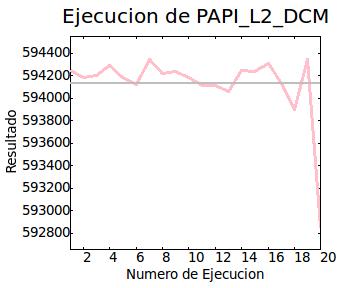 Ejecucion de PAPI_L2_DCM
594400
594200
594000
593800
593600
593400
593200
593000
592800
Resultado
2 4 6 8 10 12 14 16 18 20
Numero de Ejecucion